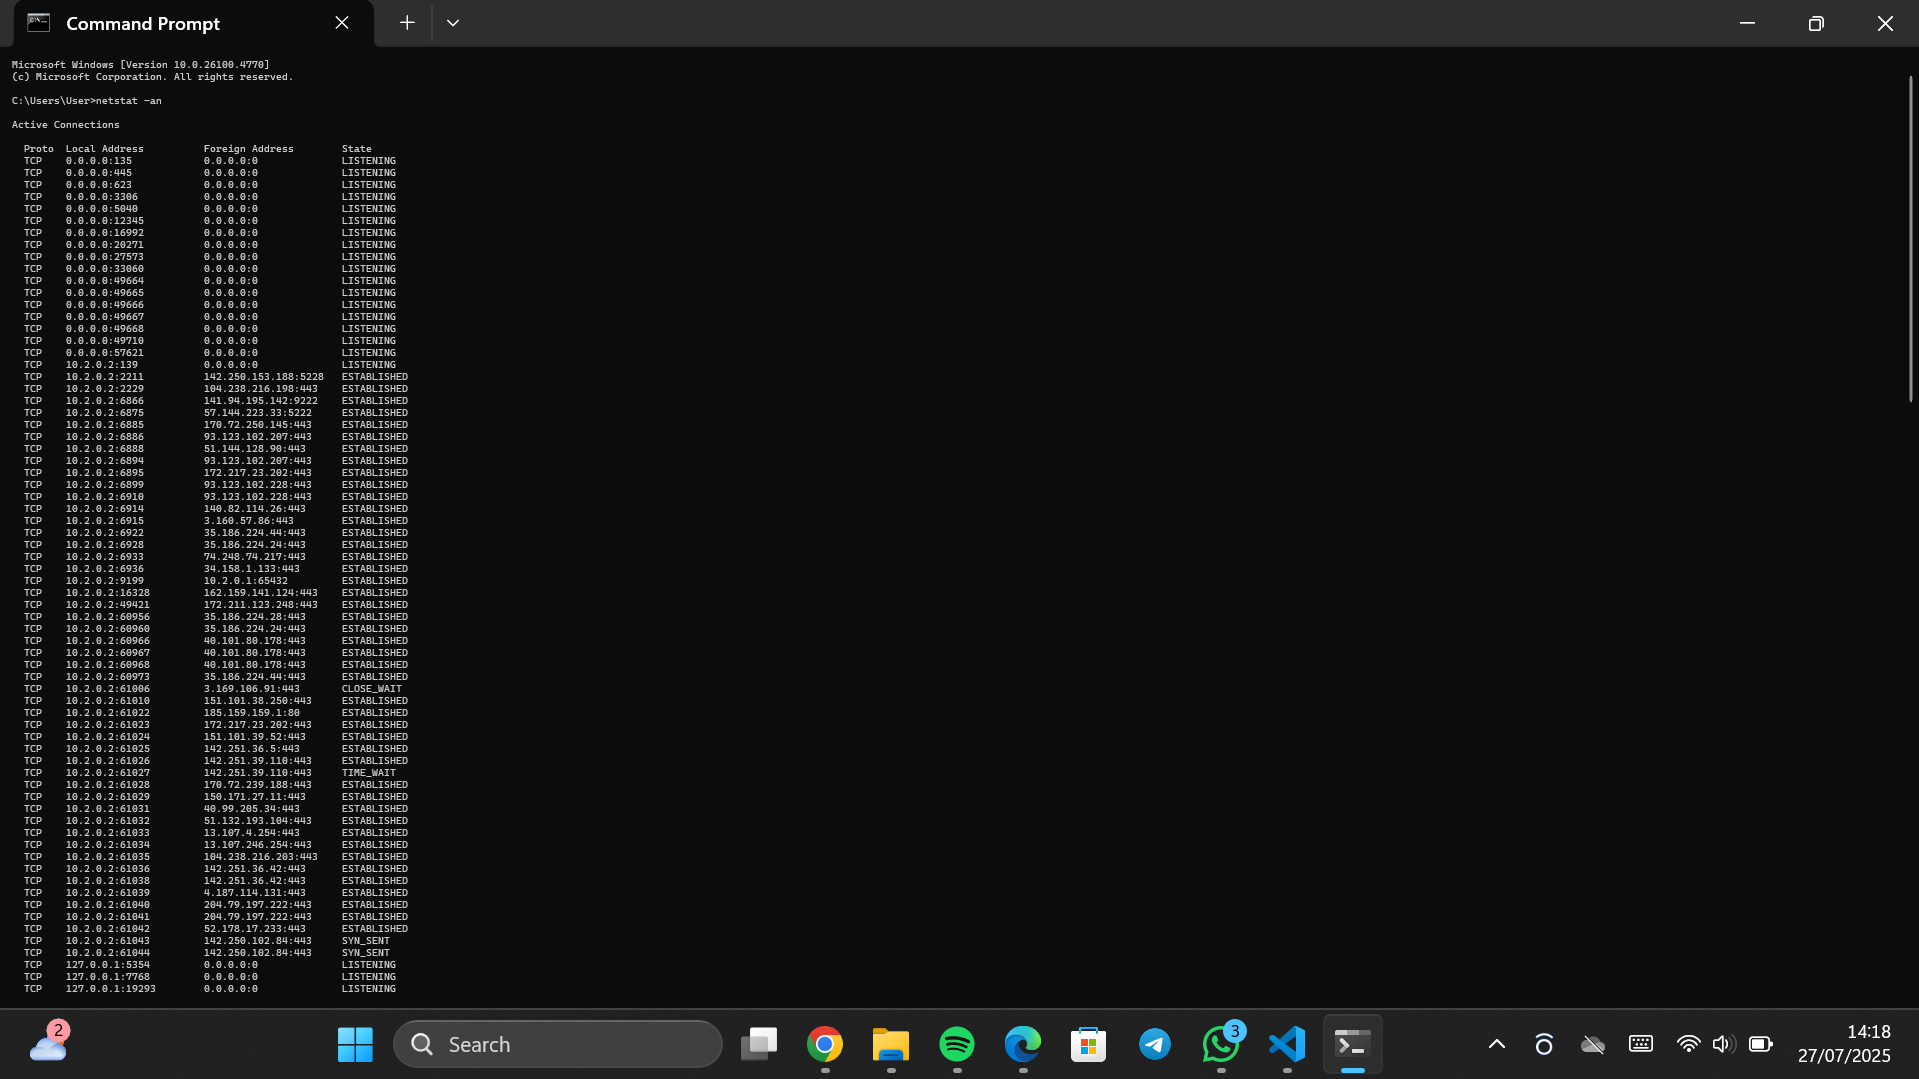 Command Prompt
Microsoft Windows [Version 10.0.26100.4770]
(c) Microsoft Corporation. All rights reserved.
C:\Users\User>netstat -an
Active Connections
Proto Local Address Foreign Address State
TCP 0.0.0.0:135 0.0.0.0:0 LISTENING
TCP 0.0.0.0:445 0.0.0.0:0 LISTENING
TCP 0.0.0.0:623 0.0.0.0:0 LISTENING
TCP 0.0.0.0:3306 0.0.0.0:0 LISTENING
TCP 0.0.0.0:5040 0.0.0.0:0 LISTENING
TCP 0.0.0.0:12345 0.0.0.0:0 LISTENING
TCP 0.0.0.0:16992 0.0.0.0:0 LISTENING
TCP 0.0.0.0:20271 0.0.0.0:0 LISTENING
TCP 0.0.0.0:27573 0.0.0.0:0 LISTENING
TCP 0.0.0.0:33060 0.0.0.0:0 LISTENING
TCP 0.0.0.0:49664 0.0.0.0:0 LISTENING
TCP 0.0.0.0:49665 0.0.0.0:0 LISTENING
TCP 0.0.0.0:49666 0.0.0.0:0 LISTENING
TCP 0.0.0.0:49667 0.0.0.0:0 LISTENING
TCP 0.0.0.0:49668 0.0.0.0:0 LISTENING
TCP 0.0.0.0:49710 0.0.0.0:0 LISTENING
TCP 0.0.0.0:57621 0.0.0.0:0 LISTENING
TCP 10.2.0.2:139 0.0.0.0:0 LISTENING
TCP 10.2.0.2:2211 142.250.153.188:5228 ESTABLISHED
TCP 10.2.0.2:2229 104.238.216.198:443 ESTABLISHED
TCP 10.2.0.2:6866 141.94.195.142:9222 ESTABLISHED
TCP 10.2.0.2:6875 57.144.223.33:5222 ESTABLISHED
TCP 10.2.0.2:6885 170.72.250.145:443 ESTABLISHED
TCP 10.2.0.2:6886 93.123.102.207:443 ESTABLISHED
TCP 10.2.0.2:6888 51.144.128.90:443 ESTABLISHED
TCP 10.2.0.2:6894 93.123.102.207:443 ESTABLISHED
TCP 10.2.0.2:6895 172.217.23.202:443 ESTABLISHED
TCP 10.2.0.2:6899 93.123.102.228:443 ESTABLISHED
TCP 10.2.0.2:6910 93.123.102.228:443 ESTABLISHED
TCP 10.2.0.2:6914 140.82.114.26:443 ESTABLISHED
TCP 10.2.0.2:6915 3.160.57.86:443 ESTABLISHED
TCP 10.2.0.2:6922 35.186.224.44:443 ESTABLISHED
TCP 10.2.0.2:6928 35.186.224.24:443 ESTABLISHED
TCP 10.2.0.2:6933 74.248.74.217:443 ESTABLISHED
TCP 10.2.0.2:6936 34.158.1.133:443 ESTABLISHED
TCP 10.2.0.2:9199 10.2.0.1:65432 ESTABLISHED
TCP 10.2.0.2:16328 162.159.141.124:443 ESTABLISHED
TCP 10.2.0.2:49421 172.211.123.248:443 ESTABLISHED
TCP 10.2.0.2:60956 35.186.224.28:443 ESTABLISHED
TCP 10.2.0.2:60960 35.186.224.24:443 ESTABLISHED
TCP 10.2.0.2:60966 40.101.80.178:443 ESTABLISHED
TCP 10.2.0.2:60967 40.101.80.178:443 ESTABLISHED
TCP 10.2.0.2:60968 40.101.80.178:443 ESTABLISHED
TCP 10.2.0.2:60973 35.186.224.44:443 ESTABLISHED
TCP 10.2.0.2:61006 3.169.106.91:443 CLOSE_WAIT
TCP 10.2.0.2:61010 151.101.38.250:443 ESTABLISHED
TCP 10.2.0.2:61022 185.159.159.1:80 ESTABLISHED
TCP 10.2.0.2:61023 172.217.23.202:443 ESTABLISHED
TCP 10.2.0.2:61024 151.101.39.52:443 ESTABLISHED
TCP 10.2.0.2:61025 142.251.36.5:443 ESTABLISHED
TCP 10.2.0.2:61026 142.251.39.110:443 ESTABLISHED
TCP 10.2.0.2:61027 142.251.39.110:443 TIME_WAIT
TCP 10.2.0.2:61028 170.72.239.188:443 ESTABLISHED
TCP 10.2.0.2:61029 150.171.27.11:443 ESTABLISHED
TCP 10.2.0.2:61031 40.99.205.34:443 ESTABLISHED
TCP 10.2.0.2:61032 51.132.193.104:443 ESTABLISHED
TCP 10.2.0.2:61033 13.107.4.254:443 ESTABLISHED
TCP 10.2.0.2:61034 13.107.246.254:443 ESTABLISHED
TCP 10.2.0.2:61035 104.238.216.203:443 ESTABLISHED
TCP 10.2.0.2:61036 142.251.36.42:443 ESTABLISHED
TCP 10.2.0.2:61038 142.251.36.42:443 ESTABLISHED
TCP 10.2.0.2:61039 4.187.114.131:443 ESTABLISHED
TCP 10.2.0.2:61040 204.79.197.222:443 ESTABLISHED
TCP 10.2.0.2:61041 204.79.197.222:443 ESTABLISHED
TCP 10.2.0.2:61042 52.178.17.233:443 ESTABLISHED
TCP 10.2.0.2:61043 142.250.102.84:443 SYN_SENT
TCP 10.2.0.2:61044 142.250.102.84:443 SYN_SENT
TCP 127.0.0.1:5354 0.0.0.0:0 LISTENING
TCP 127.0.0.1:7768 0.0.0.0:0 LISTENING
TCP 127.0.0.1:19293 0.0.0.0:0 LISTENING
2
Search
3
14:18
27/07/2025